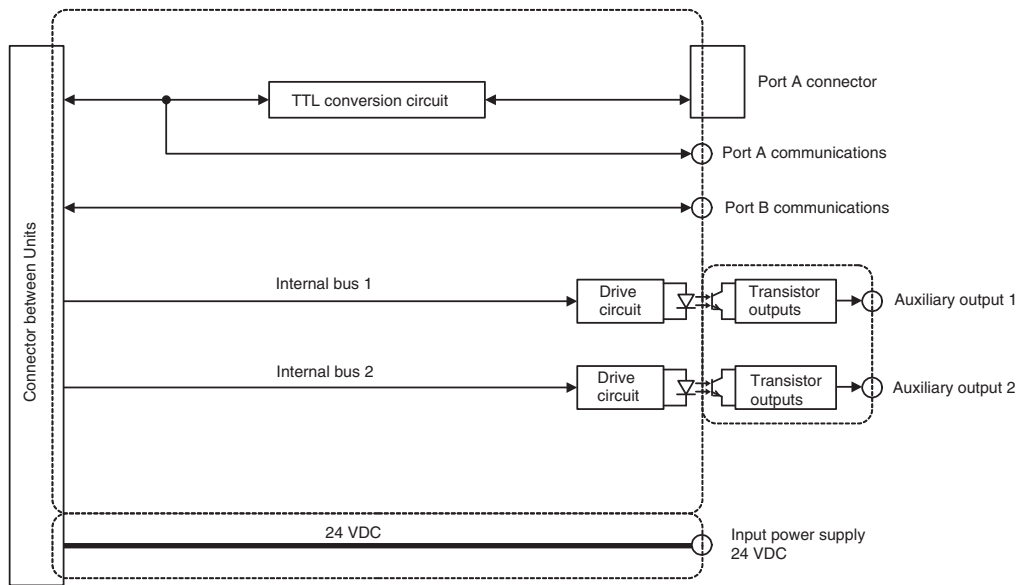 Port A connector
TTL conversion circuit
Port A communications
Port B communications
Connector between Units
Internal bus 1
Drive
circuit
Transistor
outputs
Auxiliary output 1
Internal bus 2
Drive
circuit
Transistor
outputs
Auxiliary output 2
24 VDC
Input power supply
24 VDC